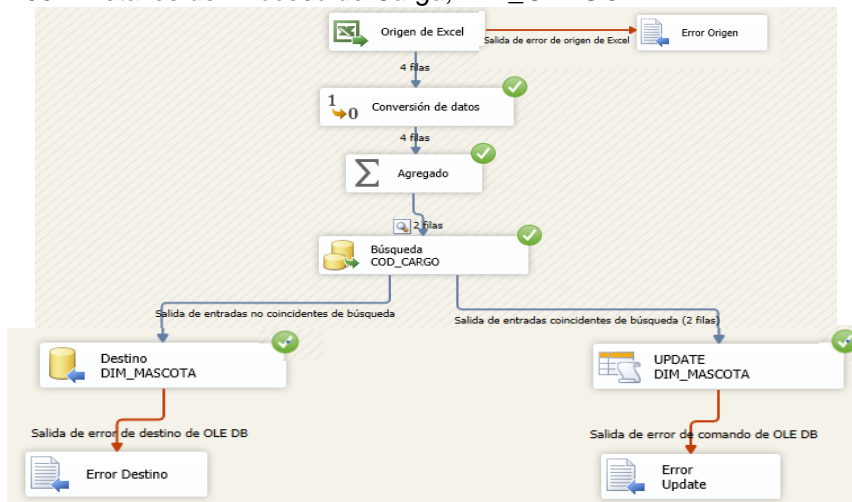 Origen de Excel
Salida de error de origen de Excel
Error Origen
4 filas
1
0
Conversión de datos
4 filas
Σ
Agregado
2 filas
Búsqueda
COD_CARGO
Salida de entradas no coincidentes de búsqueda
Salida de entradas coincidentes de búsqueda (2 filas)
Destino
DIM_MASCOTA
UPDATE
DIM_MASCOTA
Salida de error de destino de OLE DB
Salida de error de comando de OLE DB
Error Destino
Error
Update